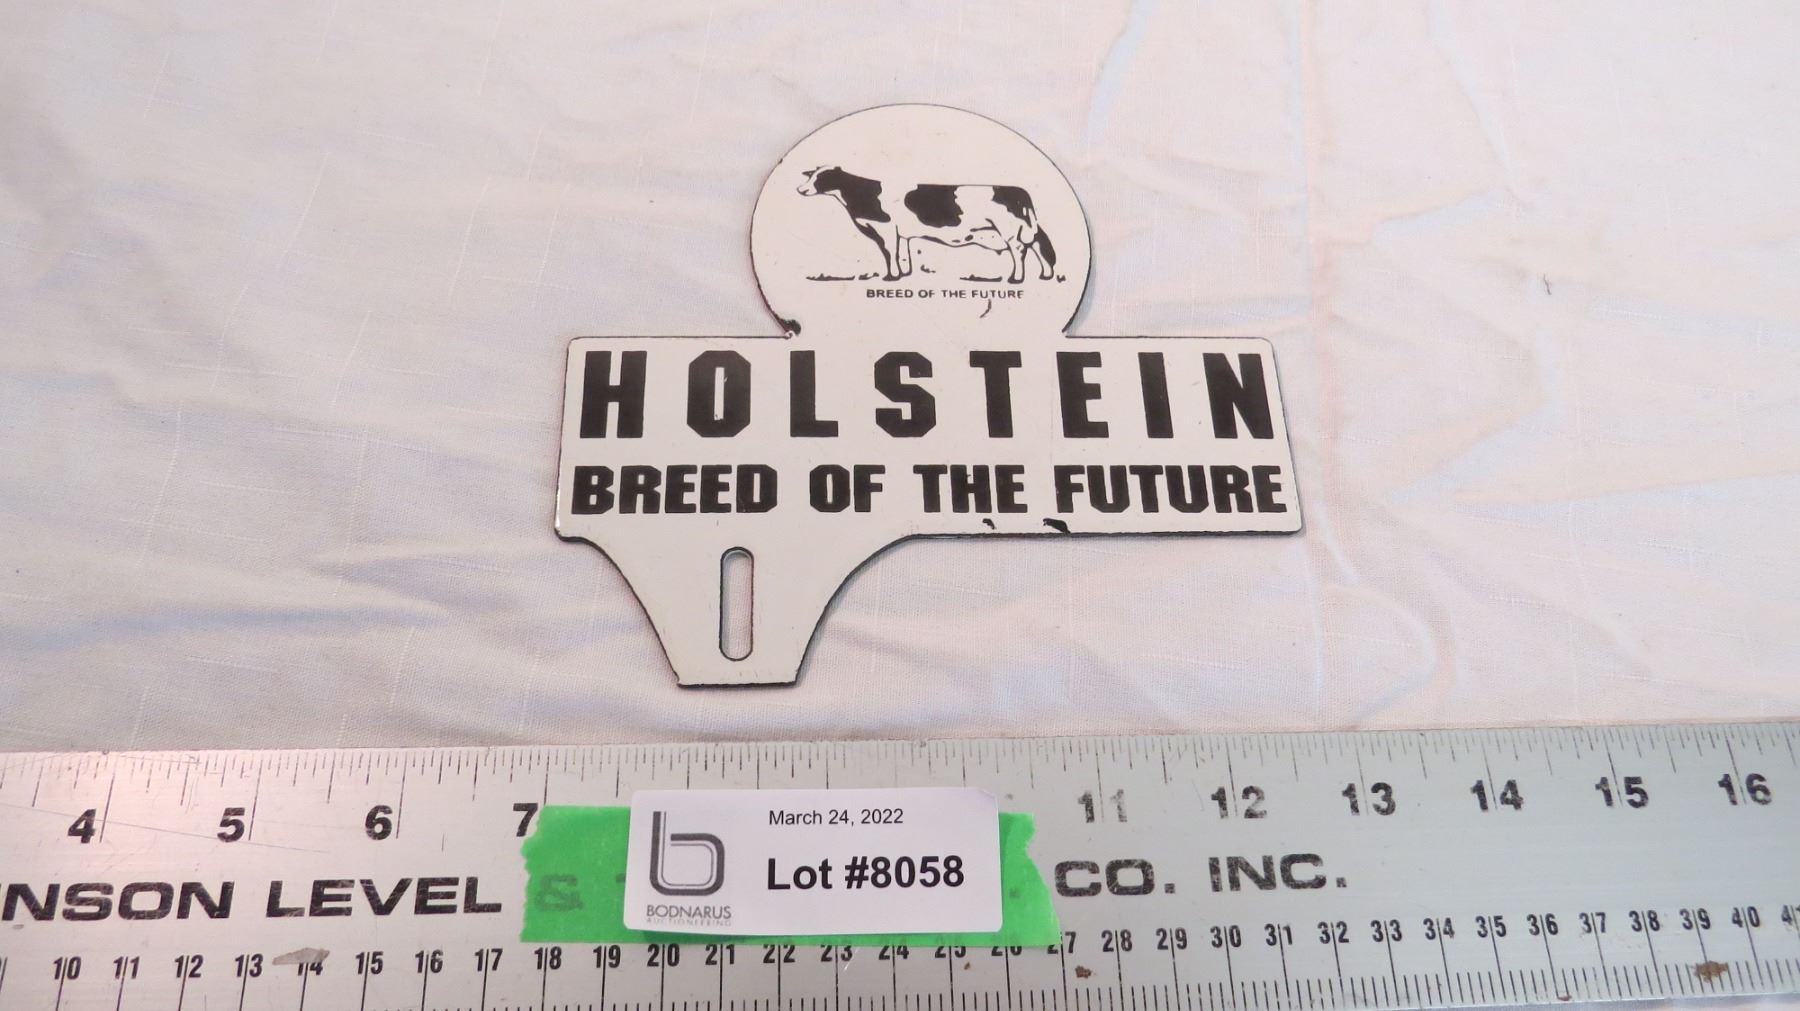 BREED OF THE FUTURE
HOLSTEIN
BREED OF THE FUTURE
4 5 6 7 11 12 13 14 15 16
March 24, 2022
Lot #8058
BODNARUS
AUCTIONEERING
NSON LEVEL & CO. INC.
10 11 12 13 14 15 16 17 18 19 20 21 22 23 24 25 26 27 28 29 30 31 32 33 34 35 36 37 38 39 40